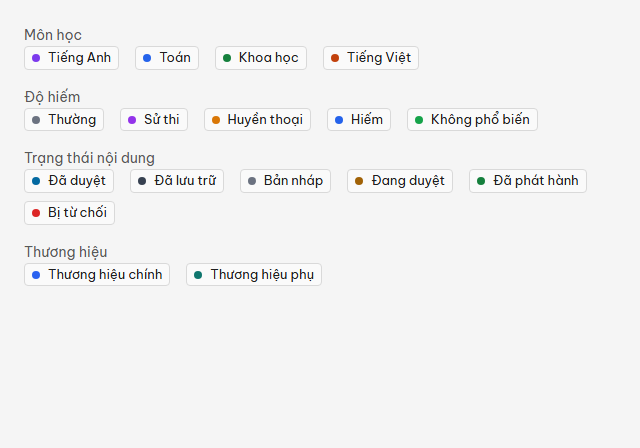 Môn học
Tiếng Anh Toán Khoa học Tiếng Việt
Độ hiếm
Thường Sử thi Huyền thoại Hiếm Không phổ biến
Trạng thái nội dung
Đã duyệt Đã lưu trữ Bản nháp Đang duyệt Đã phát hành
Bị từ chối
Thương hiệu
Thương hiệu chính Thương hiệu phụ